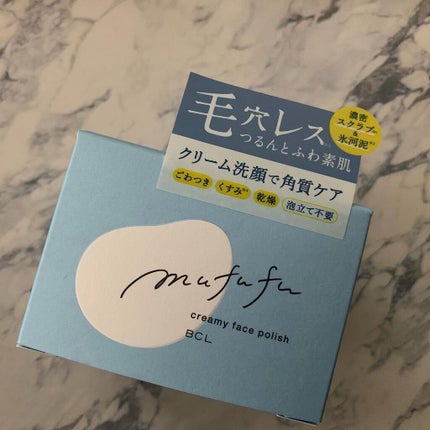 毛穴レス
つるんとふわ素肌
濃密
スクラブ
&
氷河泥
クリーム洗顔で角質ケア
ごわつき くすみ 乾燥 泡立て不要
mufufu
creamy face polish
BCL